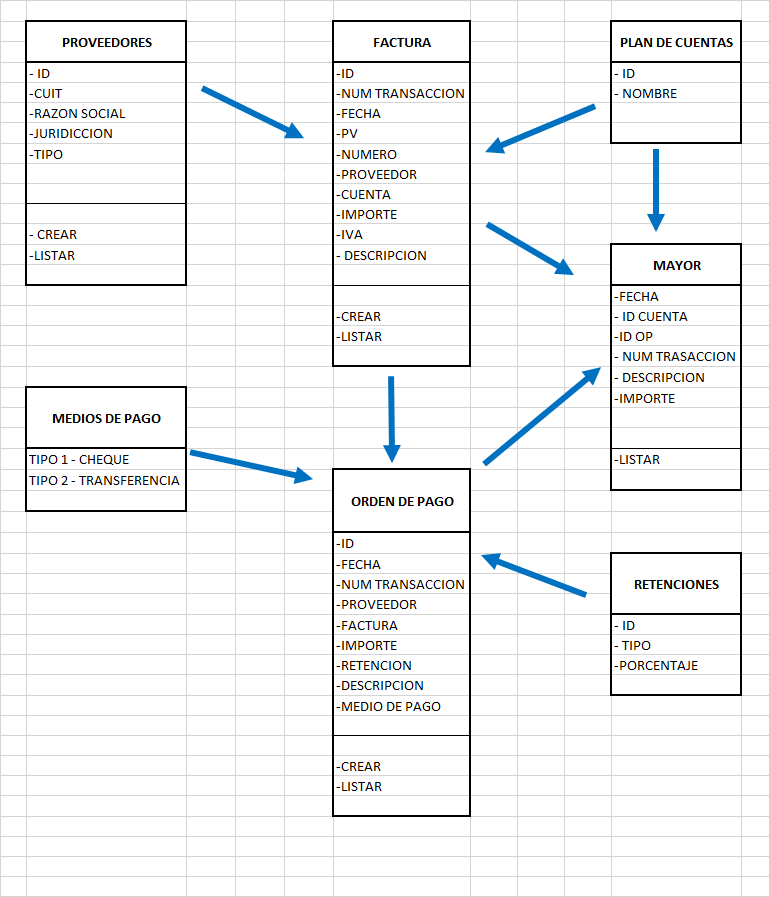 PROVEEDORES
- ID
-CUIT
-RAZON SOCIAL
-JURIDICCION
-TIPO
- CREAR
-LISTAR
FACTURA
-ID
-NUM TRANSACCION
-FECHA
-PV
-NUMERO
-PROVEEDOR
-CUENTA
-IMPORTE
-IVA
- DESCRIPCION
-CREAR
-LISTAR
PLAN DE CUENTAS
- ID
- NOMBRE
MAYOR
-FECHA
- ID CUENTA
-ID OP
- NUM TRASACCION
- DESCRIPCION
-IMPORTE
-LISTAR
MEDIOS DE PAGO
TIPO 1 - CHEQUE
TIPO 2 - TRANSFERENCIA
ORDEN DE PAGO
-ID
-FECHA
-NUM TRANSACCION
-PROVEEDOR
-FACTURA
-IMPORTE
-RETENCION
-DESCRIPCION
-MEDIO DE PAGO
-CREAR
-LISTAR
RETENCIONES
- ID
- TIPO
-PORCENTAJE